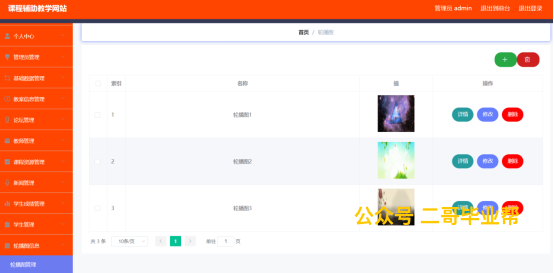 课程辅助教学网站
管理员 admin 退出到前台 退出登录
首页 / 轮播图
个人中心
管理员管理
基础数据管理
教案信息管理
论坛管理
教师管理
课程资源管理
学生成绩管理
学生管理
轮播图信息
轮播图管理
索引 名称 值 操作
1 轮播图1 详情 修改 删除
2 轮播图2 详情 修改 删除
3 轮播图3 详情 修改 删除
公众号 二哥毕业帮
共 3 条 10条/页 1 前往 1 页